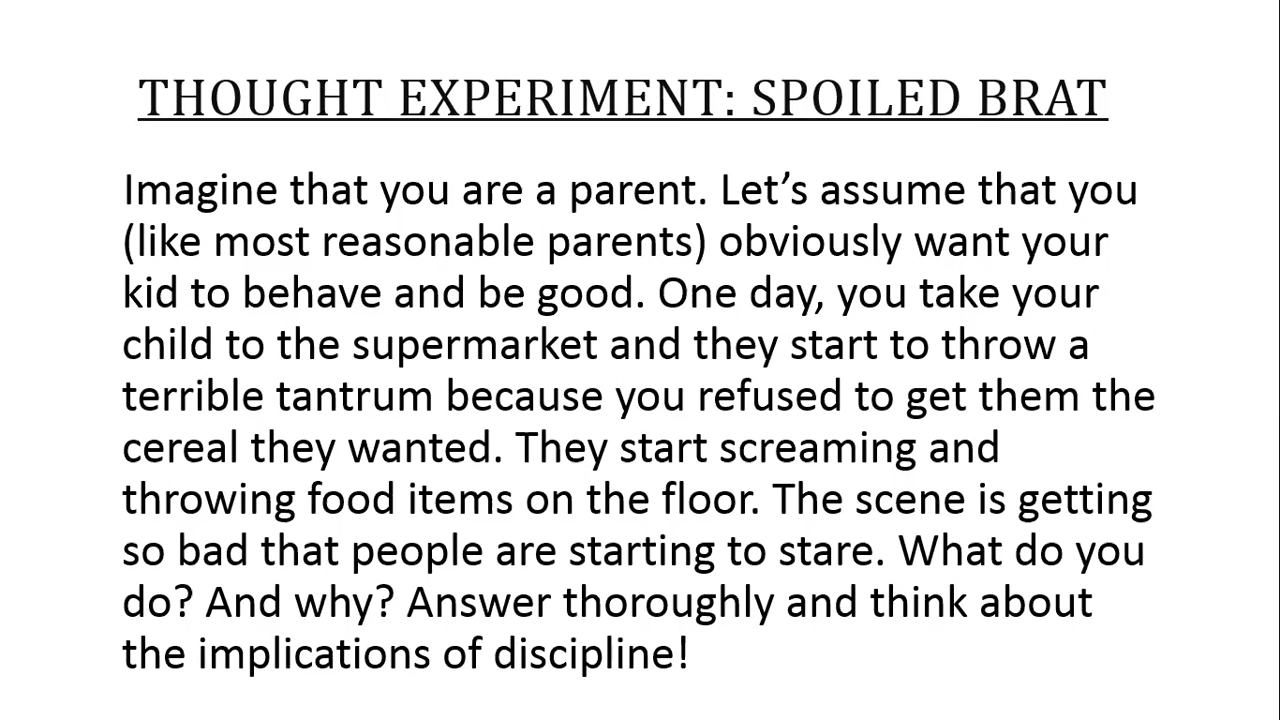 THOUGHT EXPERIMENT: SPOILED BRAT
Imagine that you are a parent. Let’s assume that you
(like most reasonable parents) obviously want your
kid to behave and be good. One day, you take your
child to the supermarket and they start to throw a
terrible tantrum because you refused to get them the
cereal they wanted. They start screaming and
throwing food items on the floor. The scene is getting
so bad that people are starting to stare. What do you
do? And why? Answer thoroughly and think about
the implications of discipline!